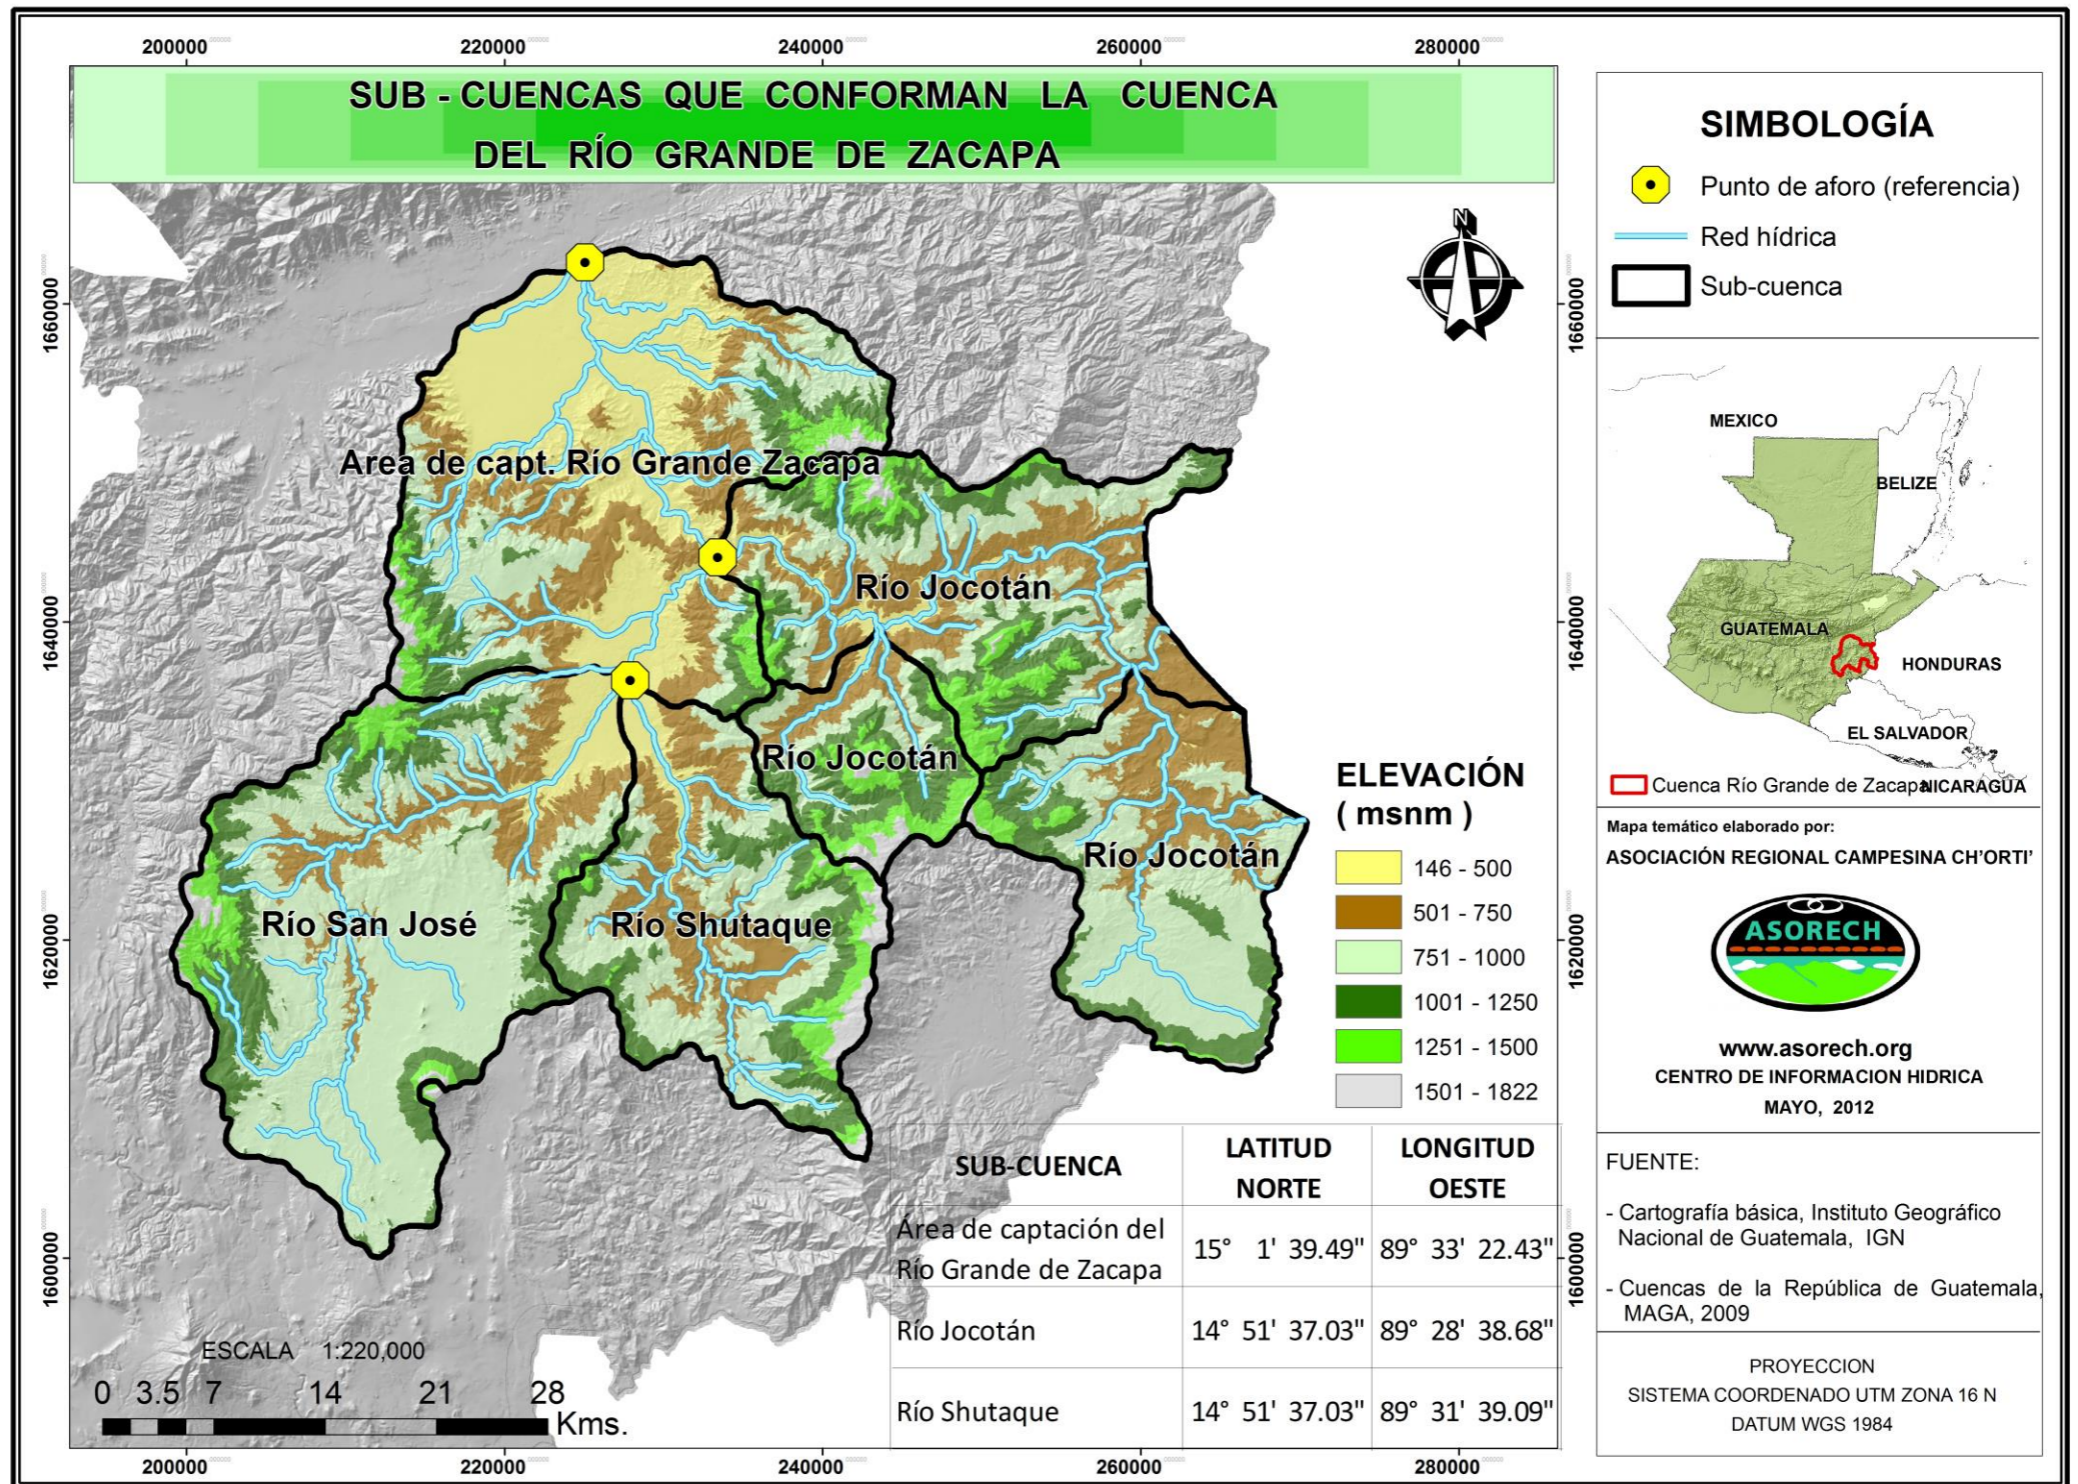 200000 220000 240000 260000 280000
SUB - CUENCAS QUE CONFORMAN LA CUENCA
DEL RÍO GRANDE DE ZACAPA
N
1660000
1640000
1620000
1600000
1660000
1640000
1620000
1600000
Area de capt. Río Grande Zacapa
Río Jocotán
Río Jocotán
Río Jocotán
Río San José
Río Shutaque
ELEVACIÓN
( msnm )
146 - 500
501 - 750
751 - 1000
1001 - 1250
1251 - 1500
1501 - 1822
SUB-CUENCA LATITUD NORTE LONGITUD OESTE
Área de captación del Río Grande de Zacapa 15° 1' 39.49" 89° 33' 22.43"
Río Jocotán 14° 51' 37.03" 89° 28' 38.68"
Río Shutaque 14° 51' 37.03" 89° 31' 39.09"
ESCALA 1:220,000
0 3.5 7 14 21 28
Kms.
200000 220000 240000 260000 280000
SIMBOLOGÍA
Punto de aforo (referencia)
Red hídrica
Sub-cuenca
MEXICO
BELIZE
GUATEMALA
HONDURAS
EL SALVADOR
NICARAGUA
Cuenca Río Grande de Zacapa
Mapa temático elaborado por:
ASOCIACIÓN REGIONAL CAMPESINA CH'ORTI'
ASORECH
www.asorech.org
CENTRO DE INFORMACION HIDRICA
MAYO, 2012
FUENTE:
- Cartografía básica, Instituto Geográfico
Nacional de Guatemala, IGN
- Cuencas de la República de Guatemala,
MAGA, 2009
PROYECCION
SISTEMA COORDENADO UTM ZONA 16 N
DATUM WGS 1984